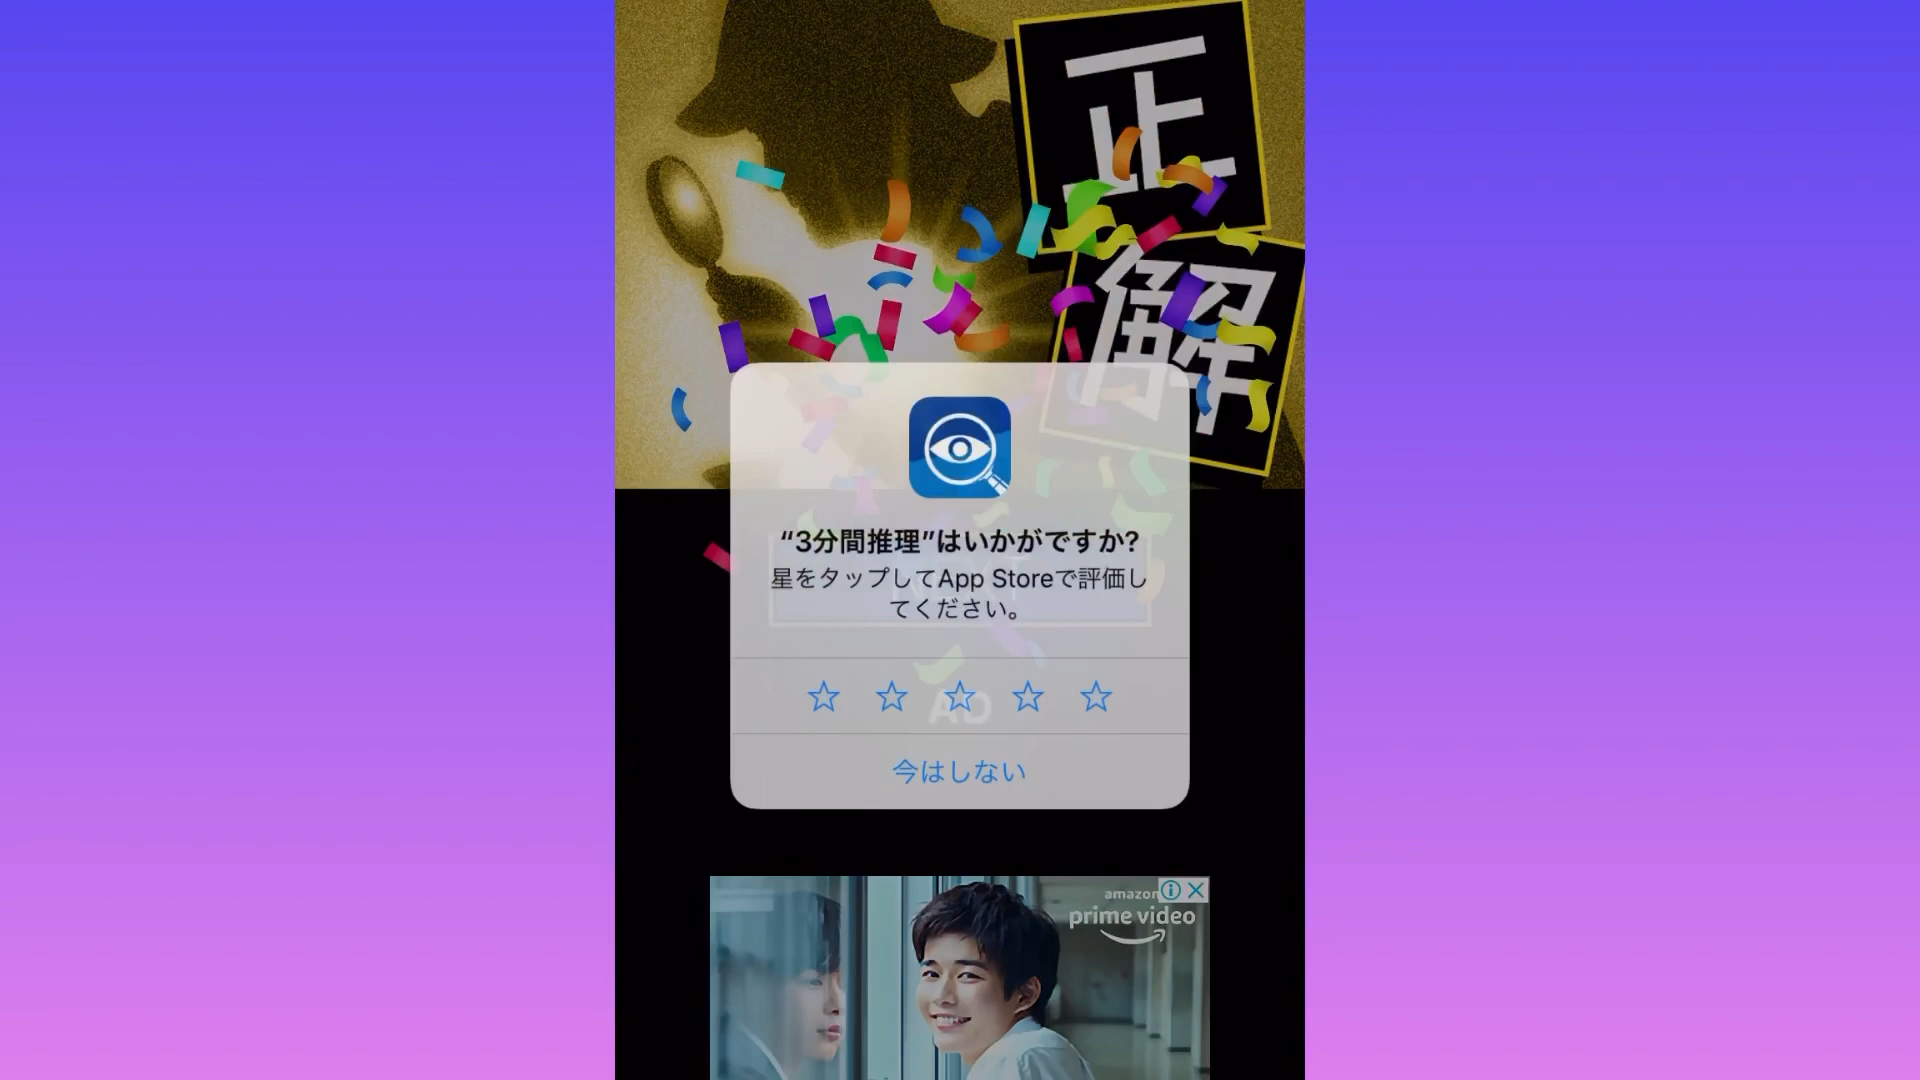 正
解
“3分間推理”はいかがですか?
星をタップしてApp Storeで評価し
てください。
NEXT
AD
今はしない
amazon
prime video